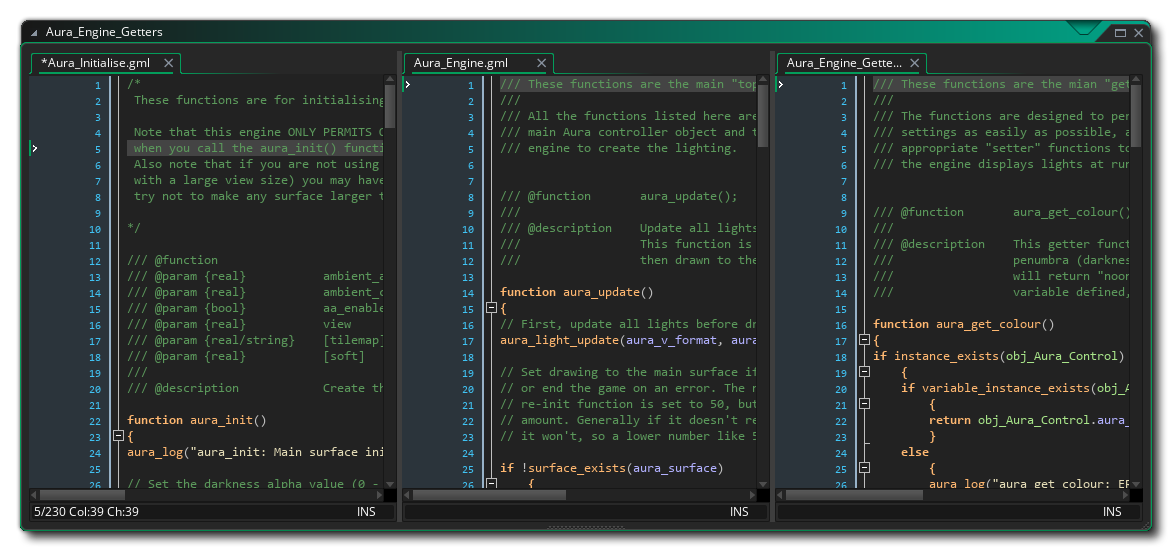 Aura_Engine_Getters
*Aura_Initialise.gml
1 /*
2 These functions are for initialising
3
4 Note that this engine ONLY PERMITS
5 when you call the aura_init() functi
6 Also note that if you are not using
7 with a large view size) you may have
8 try not to make any surface larger t
9
10 */
11
12 /// @function
13 /// @param {real} ambient_a
14 /// @param {real} ambient_c
15 /// @param {bool} aa_enable
16 /// @param {real} view
17 /// @param {real/string} [tilemap]
18 /// @param {real} [soft]
19 ///
20 /// @description Create th
21
22 function aura_init()
23 {
24 aura_log("aura_init: Main surface ini
25
26 // Set the darkness alpha value (0 -
5/230 Col:39 Ch:39 INS
Aura_Engine.gml
1 /// These functions are the main "top
2 ///
3 /// All the functions listed here are
4 /// main Aura controller object and t
5 /// engine to create the lighting.
6
7
8 /// @function aura_update();
9 ///
10 /// @description Update all lights
11 /// This function is
12 /// then drawn to the
13
14 function aura_update()
15 {
16 // First, update all lights before dr
17 aura_light_update(aura_v_format, aura
18
19 // Set drawing to the main surface if
20 // or end the game on an error. The n
21 // re-init function is set to 50, but
22 // amount. Generally if it doesn't re
23 // it won't, so a lower number like 5
24
25 if !surface_exists(aura_surface)
26 {
INS
Aura_Engine_Gette...
1 /// These functions are the mian "get
2 ///
3 /// The functions are designed to per
4 /// settings as easily as possible, a
5 /// appropriate "setter" functions to
6 /// the engine displays lights at run
7
8
9 /// @function aura_get_colour()
10 ///
11 /// @description This getter funct
12 /// penumbra (darknes
13 /// will return "noon
14 /// variable defined,
15
16 function aura_get_colour()
17 {
18 if instance_exists(obj_Aura_Control)
19 {
20 if variable_instance_exists(obj_A
21 {
22 return obj_Aura_Control.aura_
23 }
24 else
25 {
26 aura_log("aura_get_colour: ER
INS